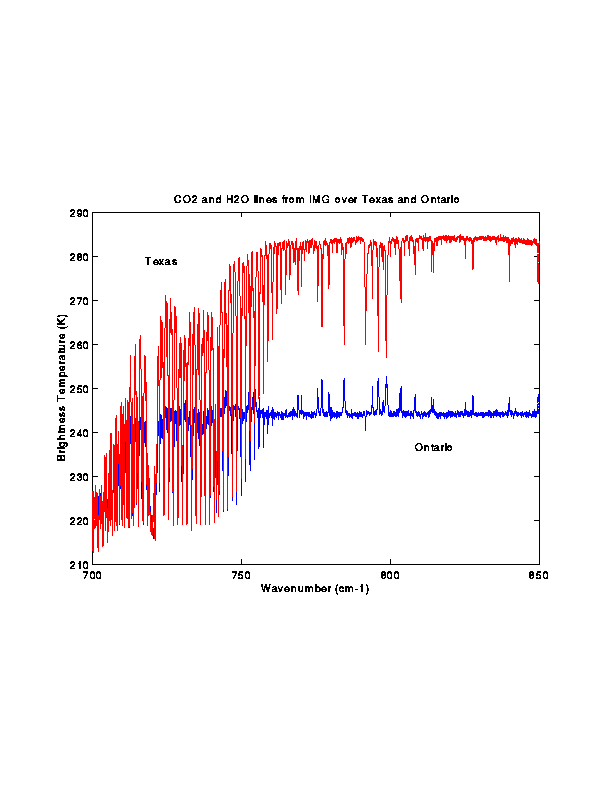 CO2 and H2O lines from IMG over Texas and Ontario
290
280
270
260
250
240
230
220
210
Brighness Temperature (K)
Texas
Ontario
700
750
800
850
Wavenumber (cm-1)